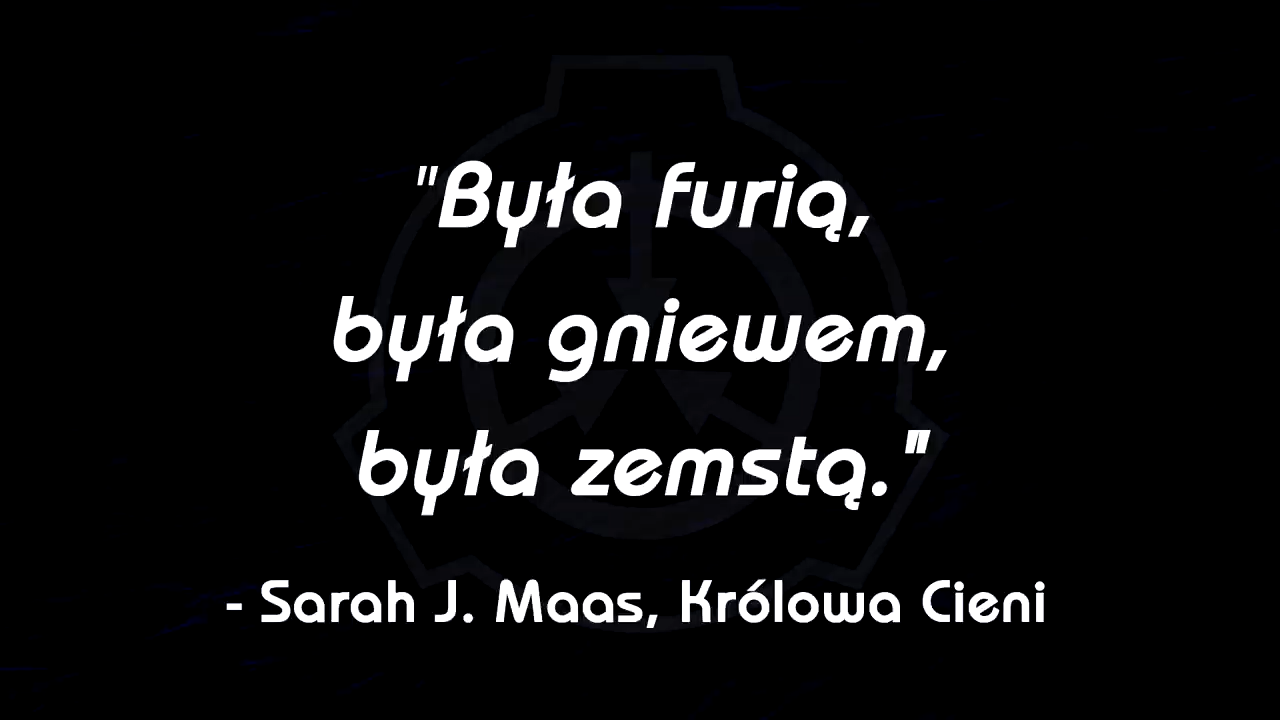 "Była furią,
była gniewem,
była zemstą."
- Sarah J. Maas, Królowa Cieni